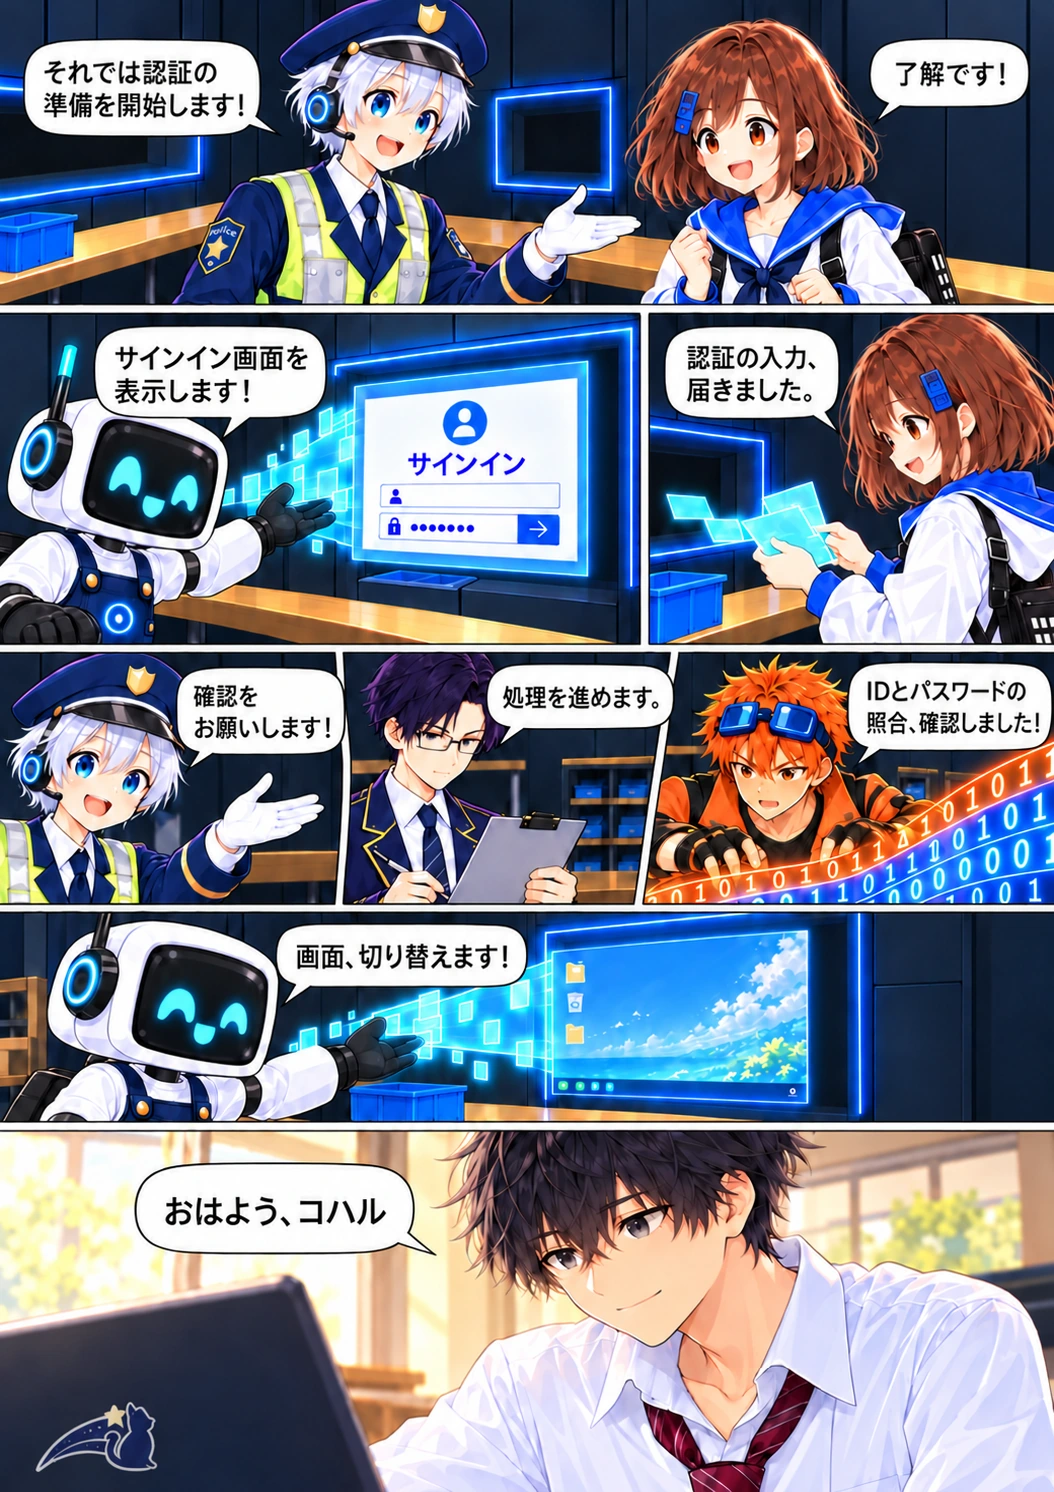 それでは認証の
準備を開始します!
了解です!
Police
サインイン画面を
表示します!
サインイン
認証の入力、
届きました。
確認を
お願いします!
処理を進めます。
IDとパスワードの
照合、確認しました!
画面、切り替えます!
おはよう、コハル